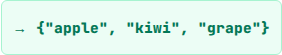 → {"apple", "kiwi", "grape"}